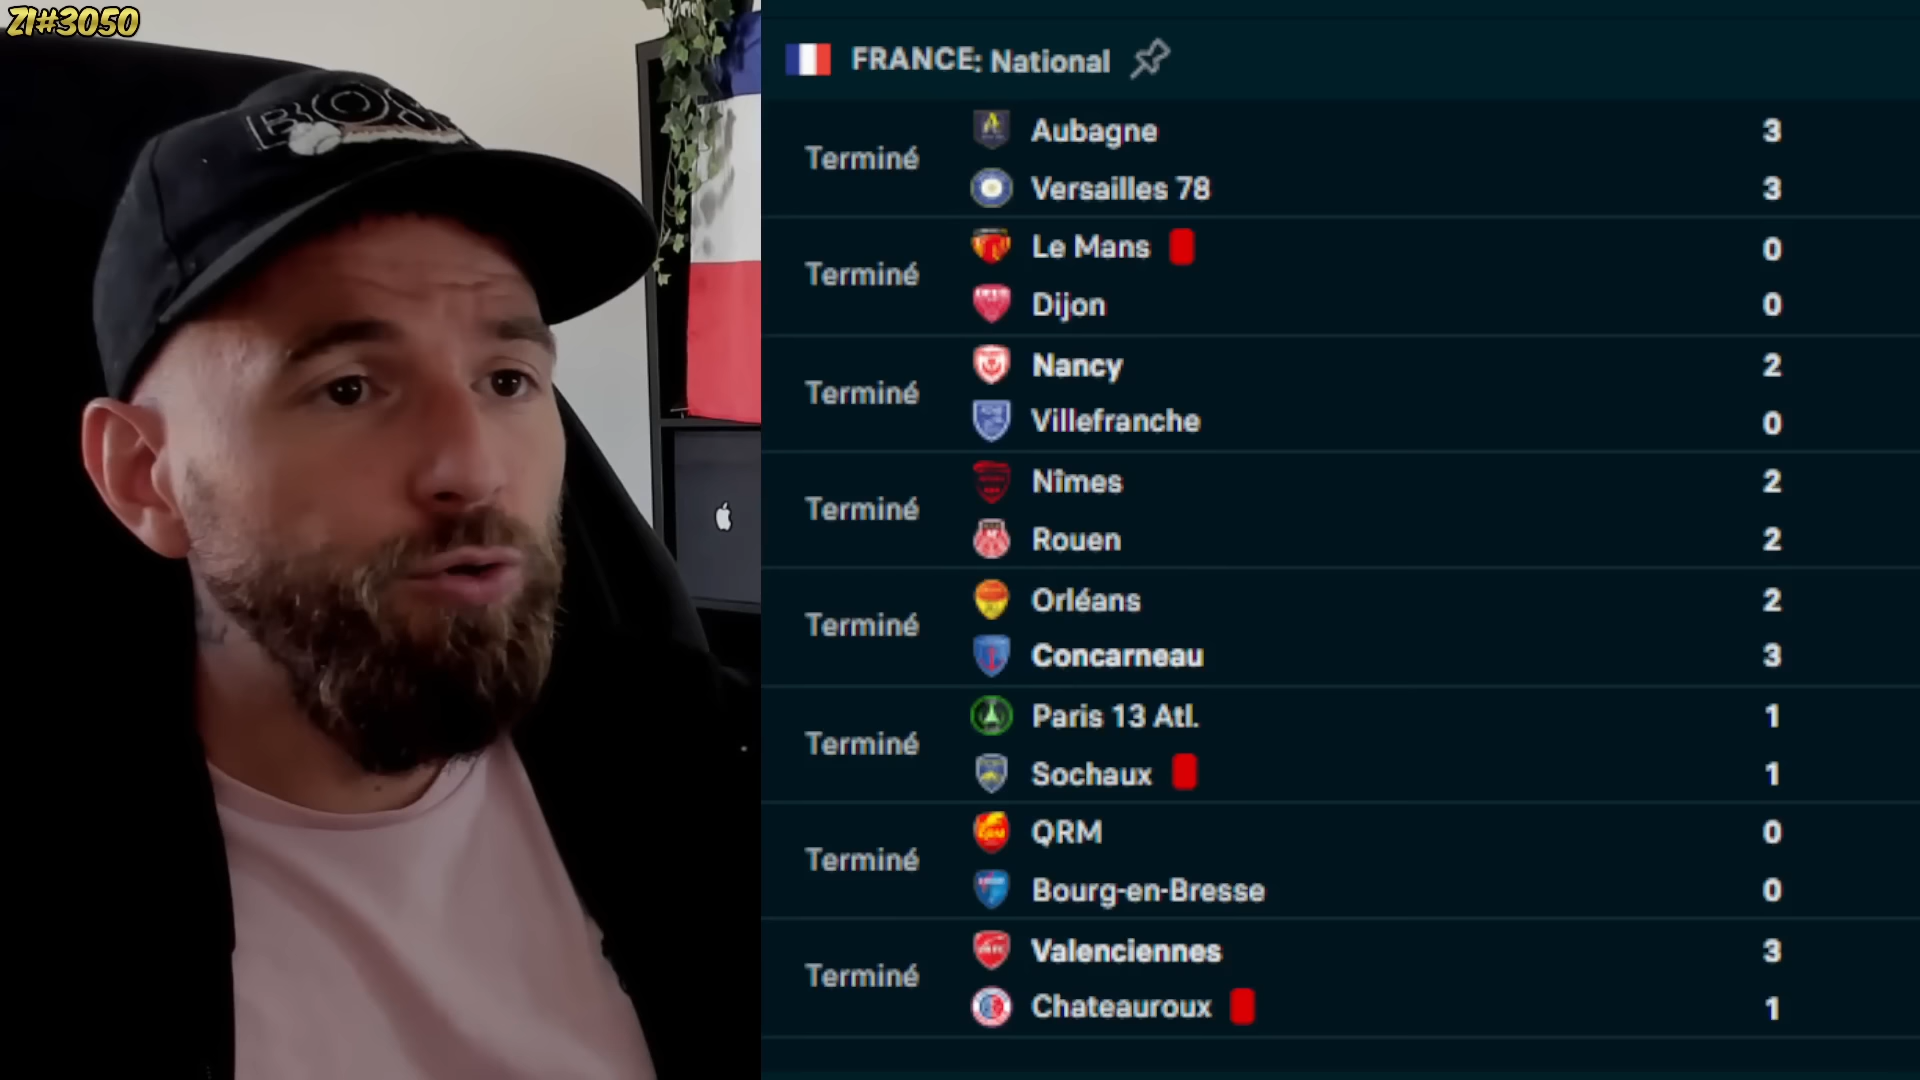 ZI#3050
FRANCE: National
Terminé
Aubagne 3
Versailles 78 3
Terminé
Le Mans 0
Dijon 0
Terminé
Nancy 2
Villefranche 0
Terminé
Nîmes 2
Rouen 2
Terminé
Orléans 2
Concarneau 3
Terminé
Paris 13 Atl. 1
Sochaux 1
Terminé
QRM 0
Bourg-en-Bresse 0
Terminé
Valenciennes 3
Chateauroux 1